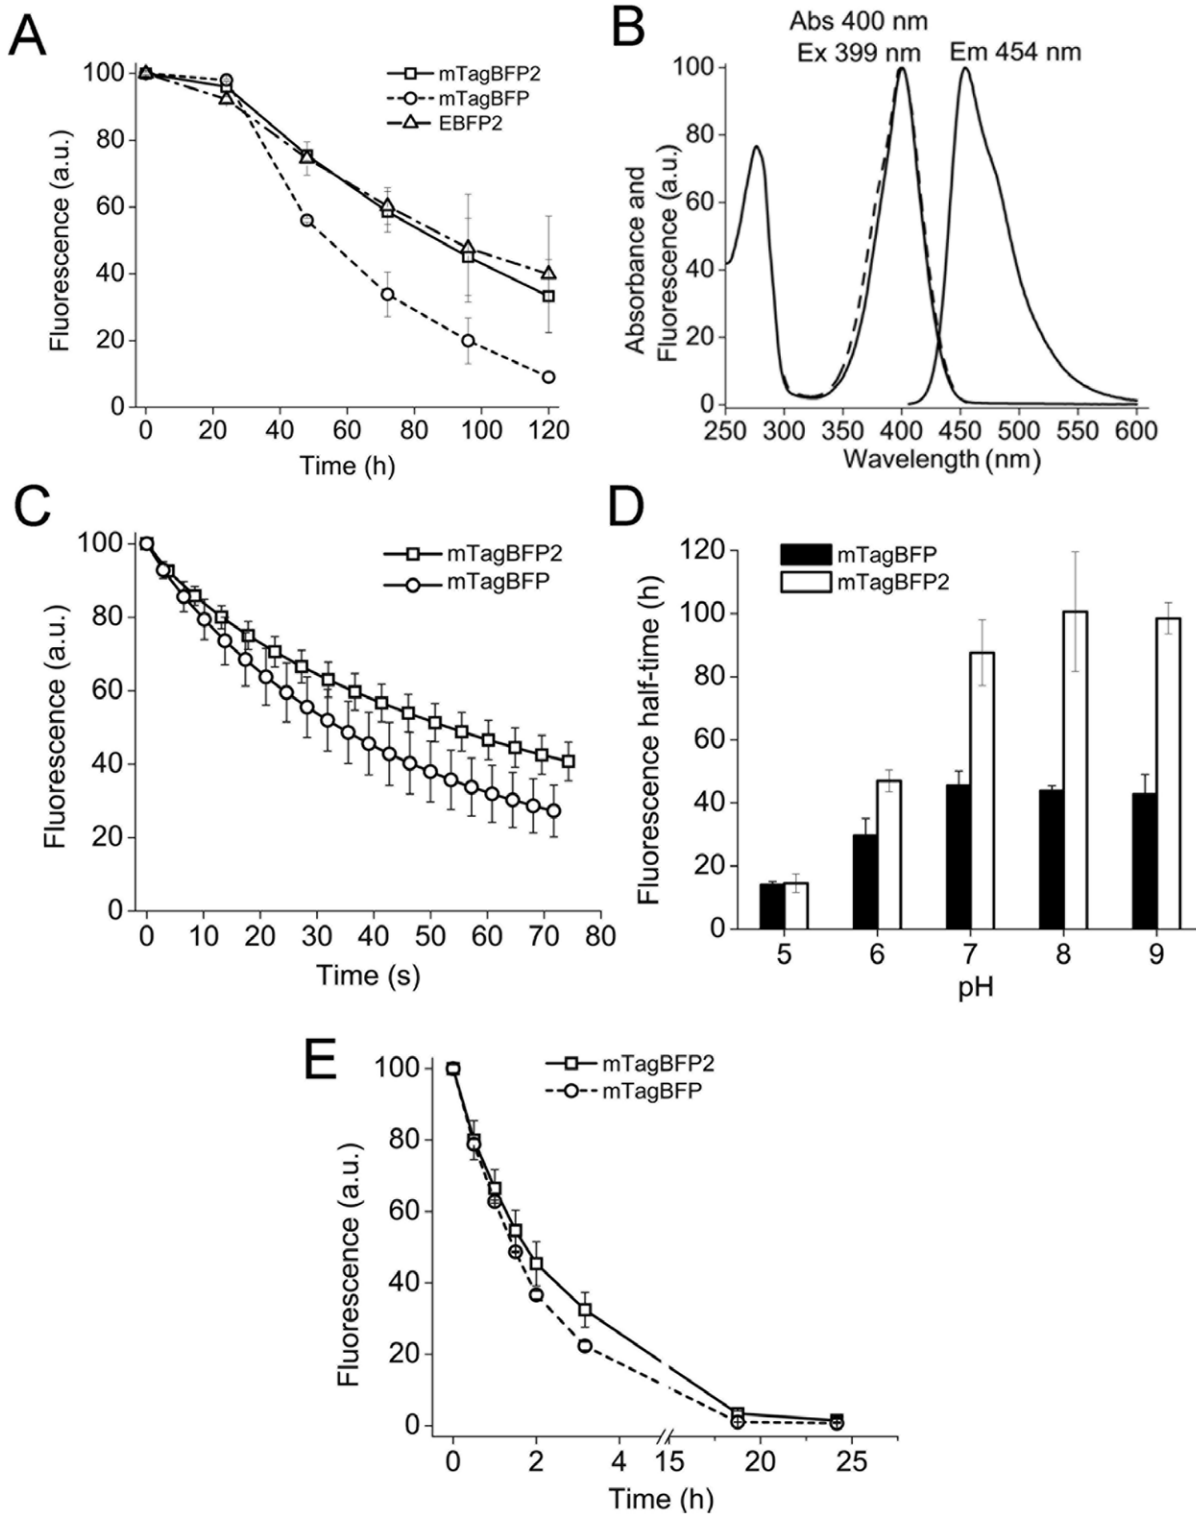 A
mTagBFP2
mTagBFP
EBFP2
Fluorescence (a.u.)
100
80
60
40
20
0
0 20 40 60 80 100 120
Time (h)
B
Abs 400 nm
Ex 399 nm Em 454 nm
Absorbance and
Fluorescence (a.u.)
100
80
60
40
20
0
250 300 350 400 450 500 550 600
Wavelength (nm)
C
mTagBFP2
mTagBFP
Fluorescence (a.u.)
100
80
60
40
20
0
0 10 20 30 40 50 60 70 80
Time (s)
D
mTagBFP
mTagBFP2
Fluorescence half-time (h)
120
100
80
60
40
20
0
5 6 7 8 9
pH
E
mTagBFP2
mTagBFP
Fluorescence (a.u.)
100
80
60
40
20
0
0 2 4 15 20 25
Time (h)